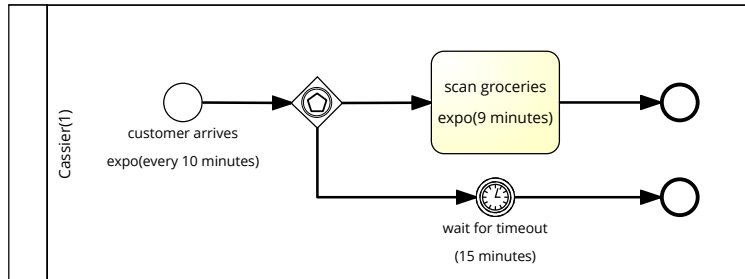 Cassier(1)
customer arrives
expo(every 10 minutes)
scan groceries
expo(9 minutes)
wait for timeout
(15 minutes)